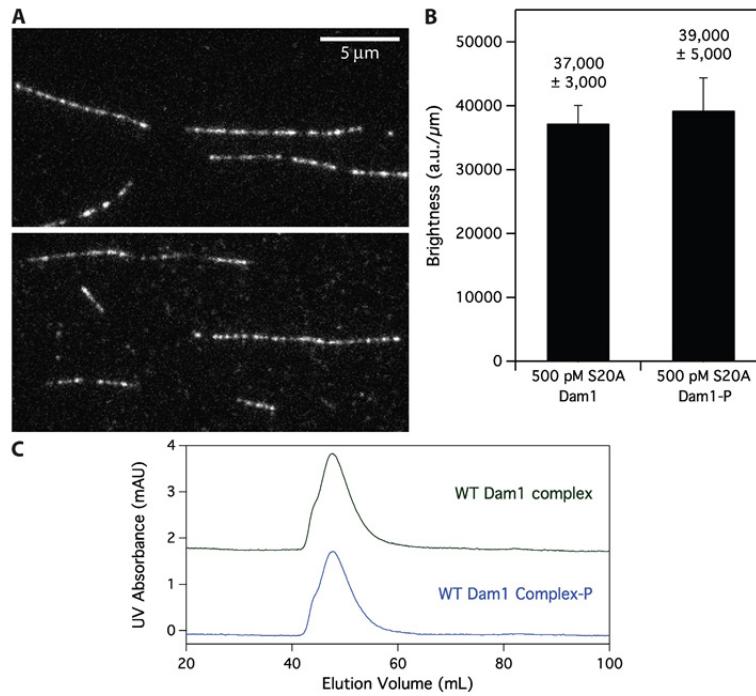 A
5 µm
B
37,000
± 3,000
39,000
± 5,000
Brightness (a.u./µm)
50000
40000
30000
20000
10000
0
500 pM S20A
Dam1
500 pM S20A
Dam1-P
C
UV Absorbance (mAU)
4
3
2
1
0
WT Dam1 complex
WT Dam1 Complex-P
20
40
60
80
100
Elution Volume (mL)